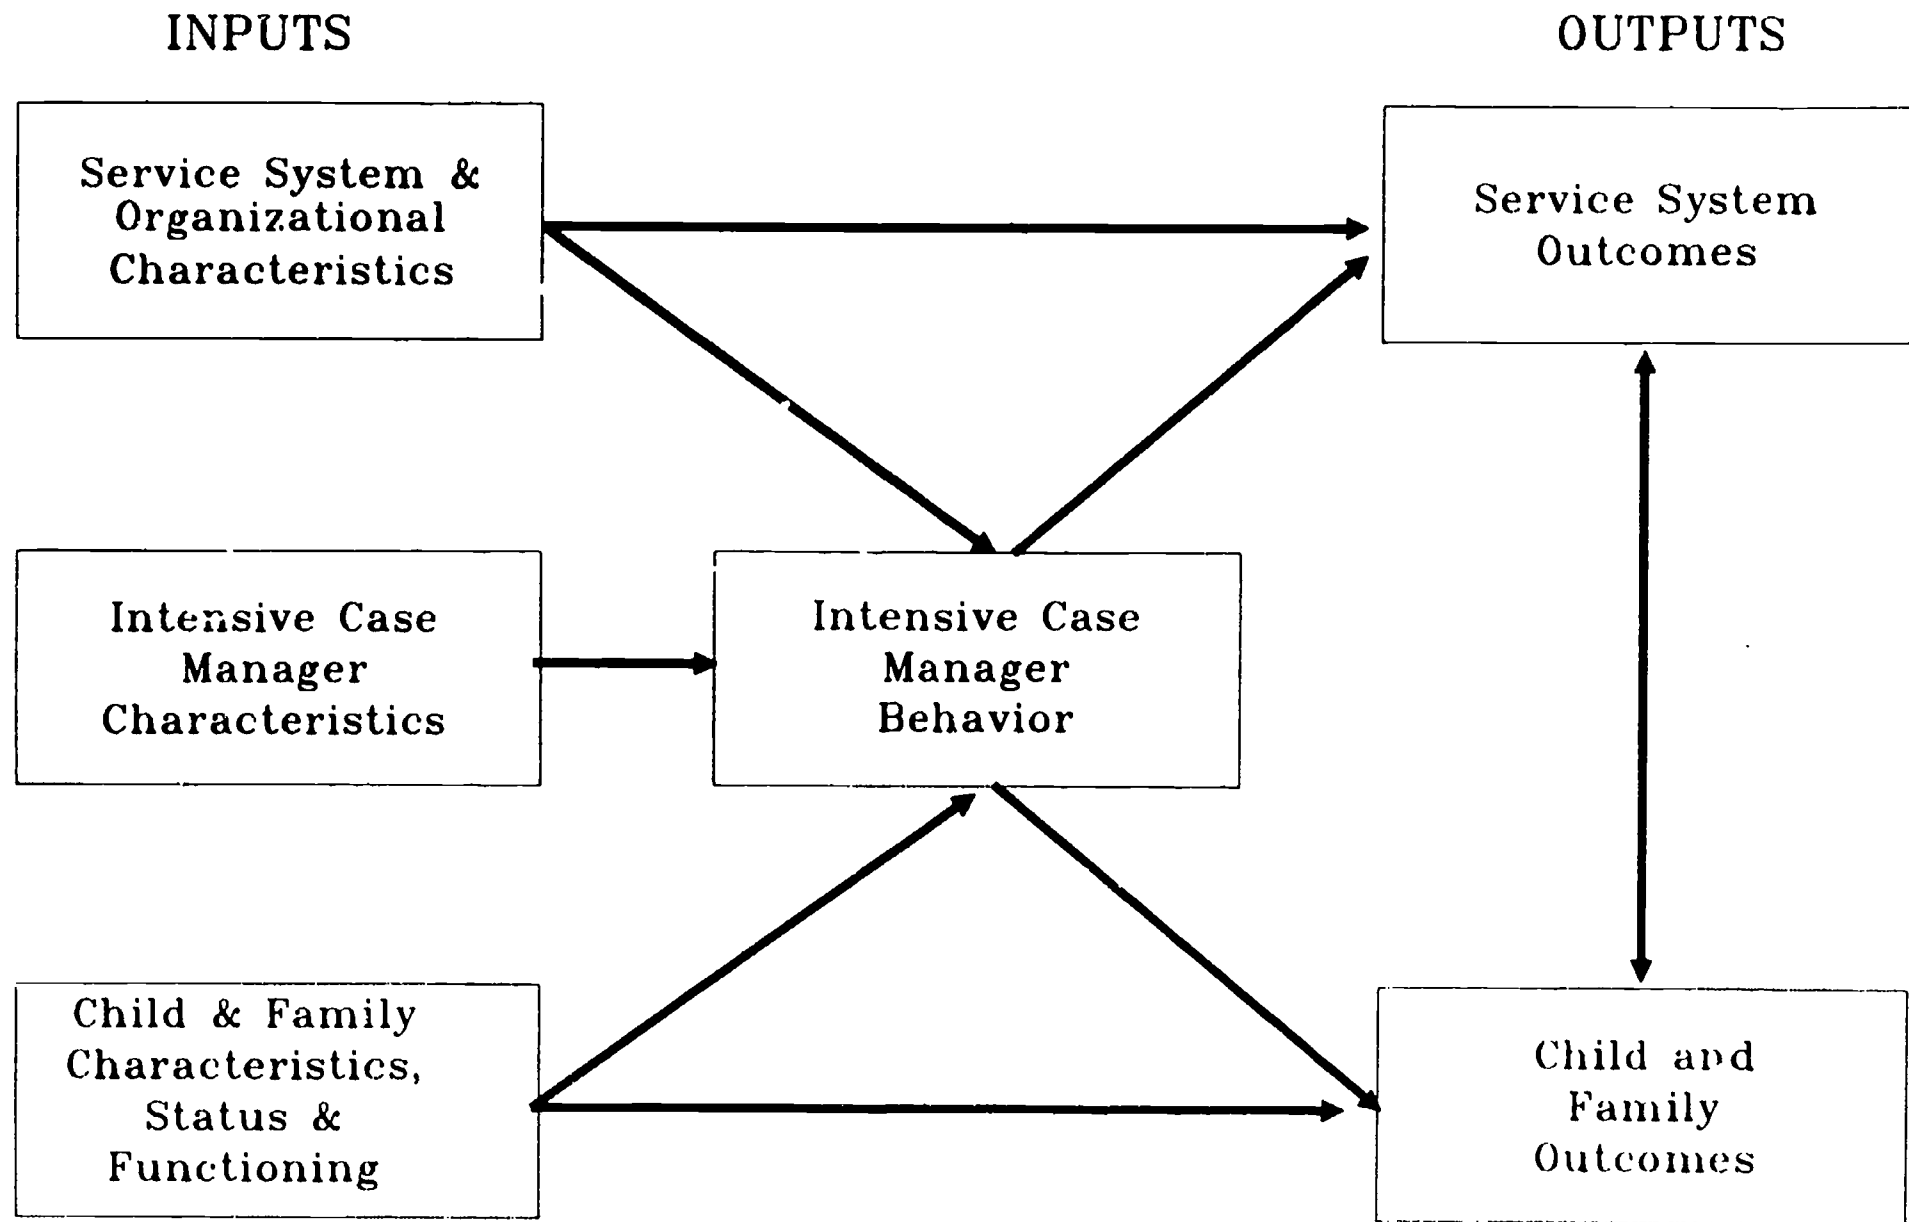 INPUTS
OUTPUTS
Service System &
Organizational
Characteristics
Service System
Outcomes
Intensive Case
Manager
Characteristics
Intensive Case
Manager
Behavior
Child & Family
Characteristics,
Status &
Functioning
Child and
Family
Outcomes